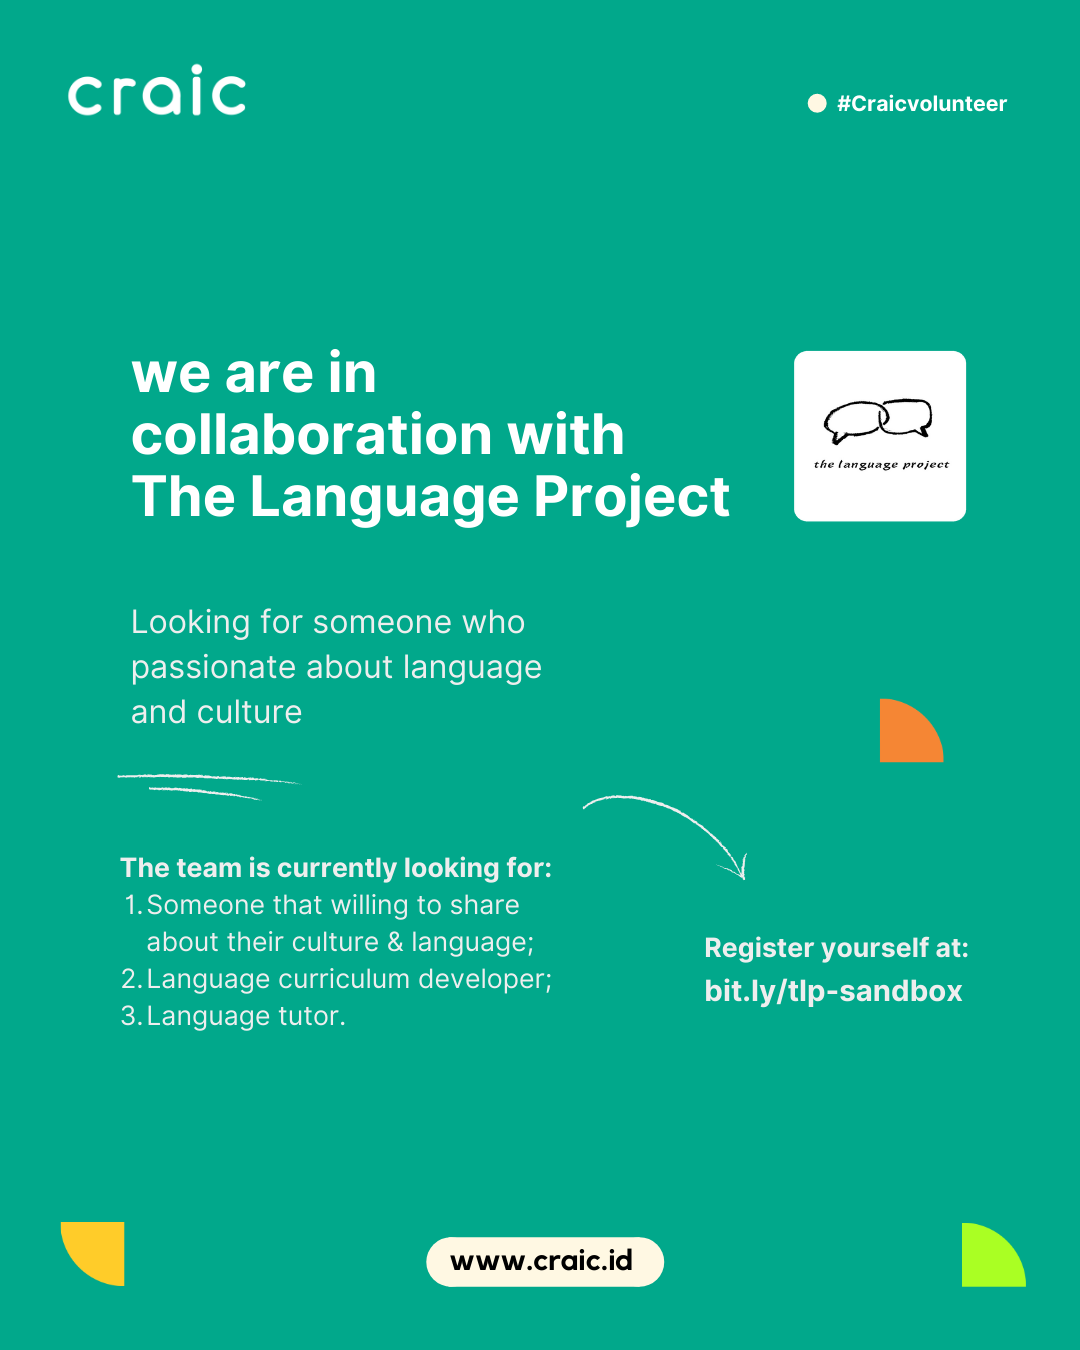 craic
#Craicvolunteer
we are in
collaboration with
The Language Project
the language project
Looking for someone who
passionate about language
and culture
The team is currently looking for:
1. Someone that willing to share
about their culture & language;
2. Language curriculum developer;
3. Language tutor.
Register yourself at:
bit.ly/tlp-sandbox
www.craic.id